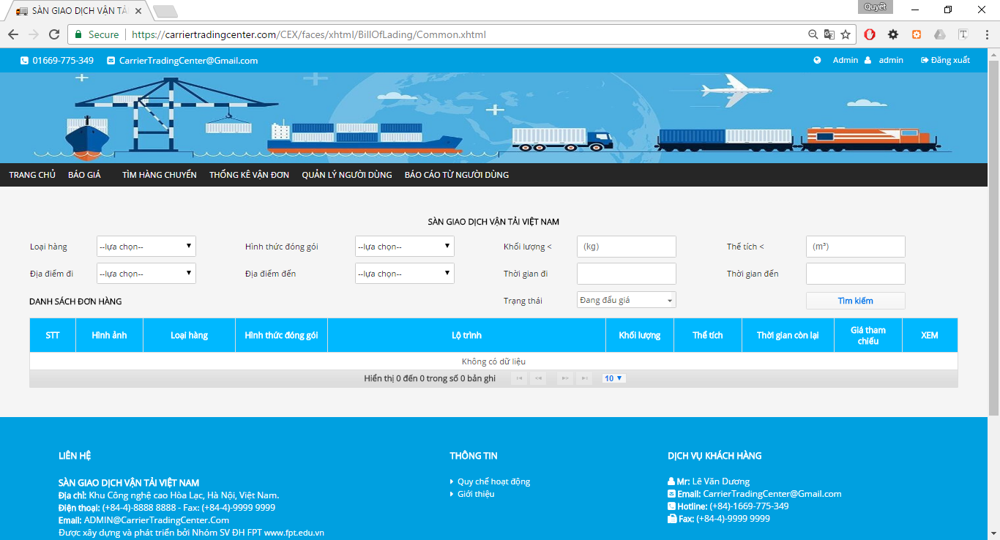 SÀN GIAO DỊCH VẬN TẢI
Quyết
Secure https://carriertradingcenter.com/CEX/faces/xhtml/BillOfLading/Common.xhtml
01669-775-349 CarrierTradingCenter@Gmail.com Admin admin Đăng xuất
TRANG CHỦ BÁO GIÁ TÌM HÀNG CHUYỂN THỐNG KÊ VẬN ĐƠN QUẢN LÝ NGƯỜI DÙNG BÁO CÁO TỪ NGƯỜI DÙNG
SÀN GIAO DỊCH VẬN TẢI VIỆT NAM
Loại hàng --lựa chọn-- Hình thức đóng gói --lựa chọn-- Khối lượng < (kg) Thể tích < (m³)
Địa điểm đi --lựa chọn-- Địa điểm đến --lựa chọn-- Thời gian đi Thời gian đến
DANH SÁCH ĐƠN HÀNG Trạng thái Đang đấu giá Tìm kiếm
STT Hình ảnh Loại hàng Hình thức đóng gói Lộ trình Khối lượng Thể tích Thời gian còn lại Giá tham chiếu XEM
Không có dữ liệu
Hiển thị 0 đến 0 trong số 0 bản ghi 10
LIÊN HỆ
SÀN GIAO DỊCH VẬN TẢI VIỆT NAM
Địa chỉ: Khu Công nghệ cao Hòa Lạc, Hà Nội, Việt Nam.
Điện thoại: (+84-4)-8888 8888 - Fax: (+84-4)-9999 9999
Email: ADMIN@CarrierTradingCenter.Com
Được xây dựng và phát triển bởi Nhóm SV ĐH FPT www.fpt.edu.vn
THÔNG TIN
Quy chế hoạt động
Giới thiệu
DỊCH VỤ KHÁCH HÀNG
Mr: Lê Văn Dương
Email: CarrierTradingCenter@Gmail.com
Hotline: (+84)-1669-775-349
Fax: (+84-4)-9999 9999